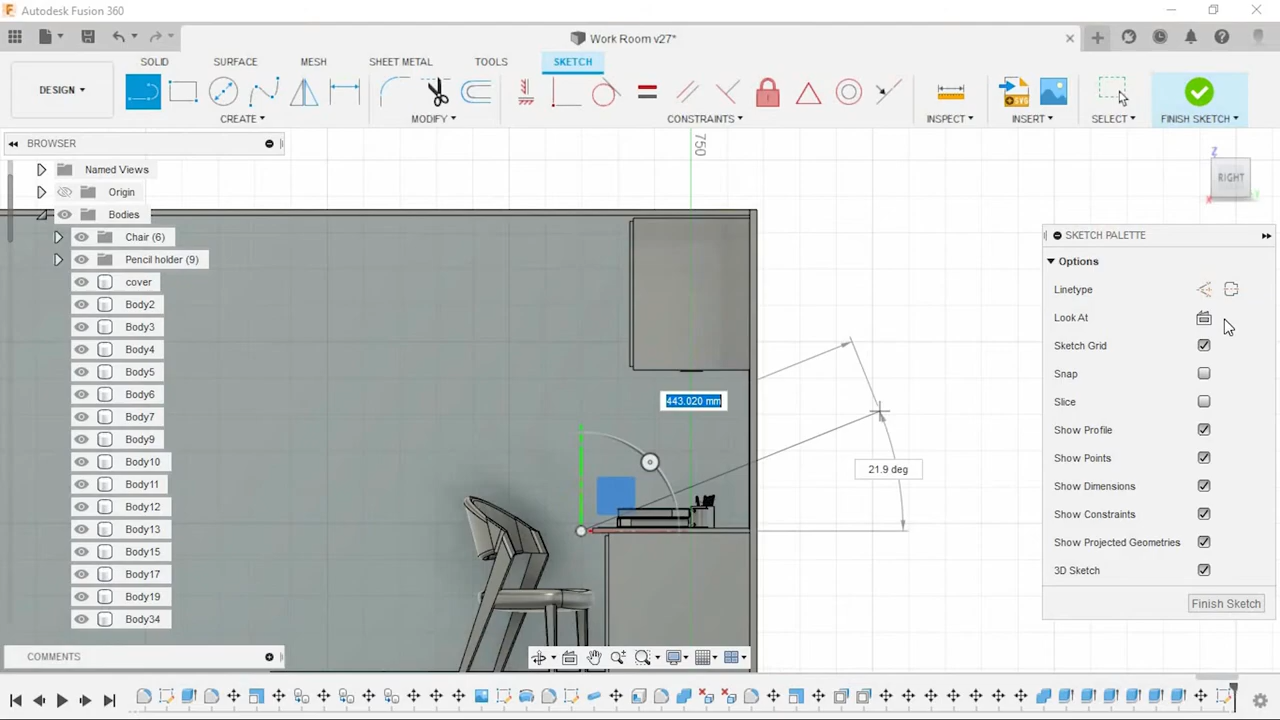 Autodesk Fusion 360
Work Room v27*
SOLID SURFACE MESH SHEET METAL TOOLS SKETCH
DESIGN
CREATE MODIFY CONSTRAINTS INSPECT INSERT SELECT FINISH SKETCH
BROWSER
Named Views
Origin
Bodies
Chair (6)
Pencil holder (9)
cover
Body2
Body3
Body4
Body5
Body6
Body7
Body9
Body10
Body11
Body12
Body13
Body15
Body17
Body19
Body34
COMMENTS
750
443.020 mm
21.9 deg
Z
RIGHT
X
Y
SKETCH PALETTE
Options
Linetype
Look At
Sketch Grid
Snap
Slice
Show Profile
Show Points
Show Dimensions
Show Constraints
Show Projected Geometries
3D Sketch
Finish Sketch